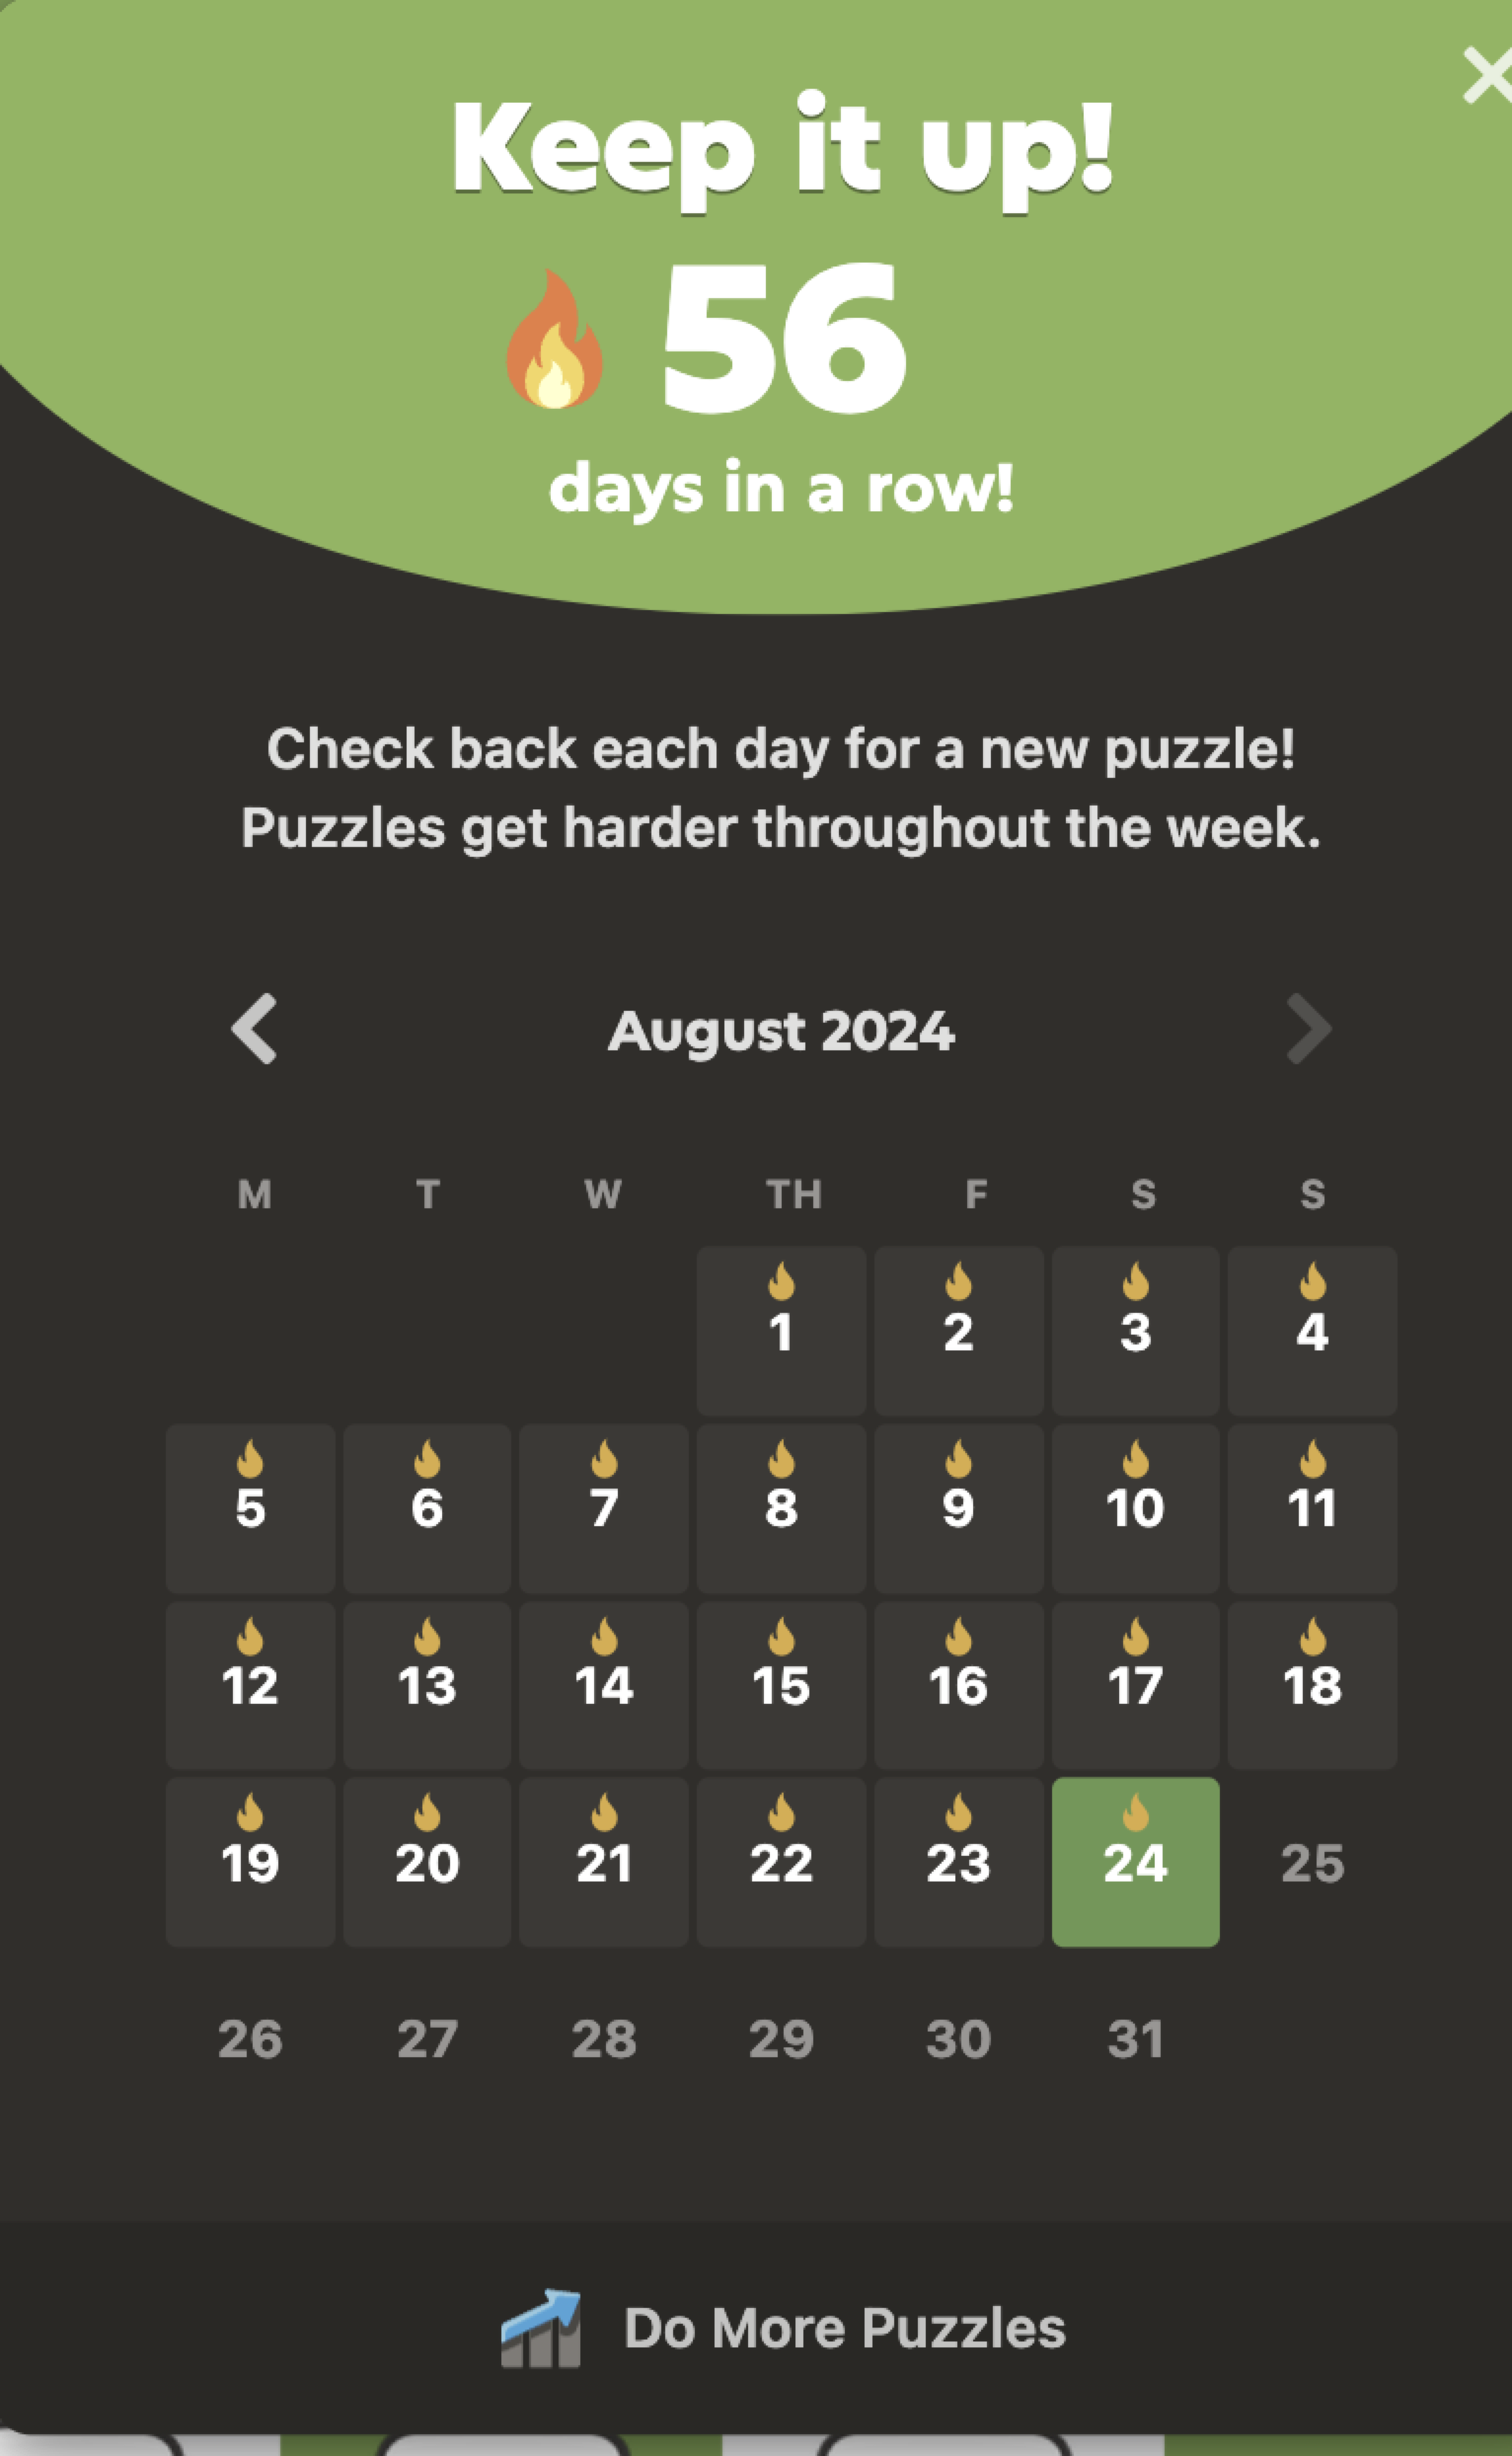 Keep it up!
56
days in a row!
Check back each day for a new puzzle!
Puzzles get harder throughout the week.
August 2024
M T W TH F S S
1 2 3 4
5 6 7 8 9 10 11
12 13 14 15 16 17 18
19 20 21 22 23 24 25
26 27 28 29 30 31
Do More Puzzles